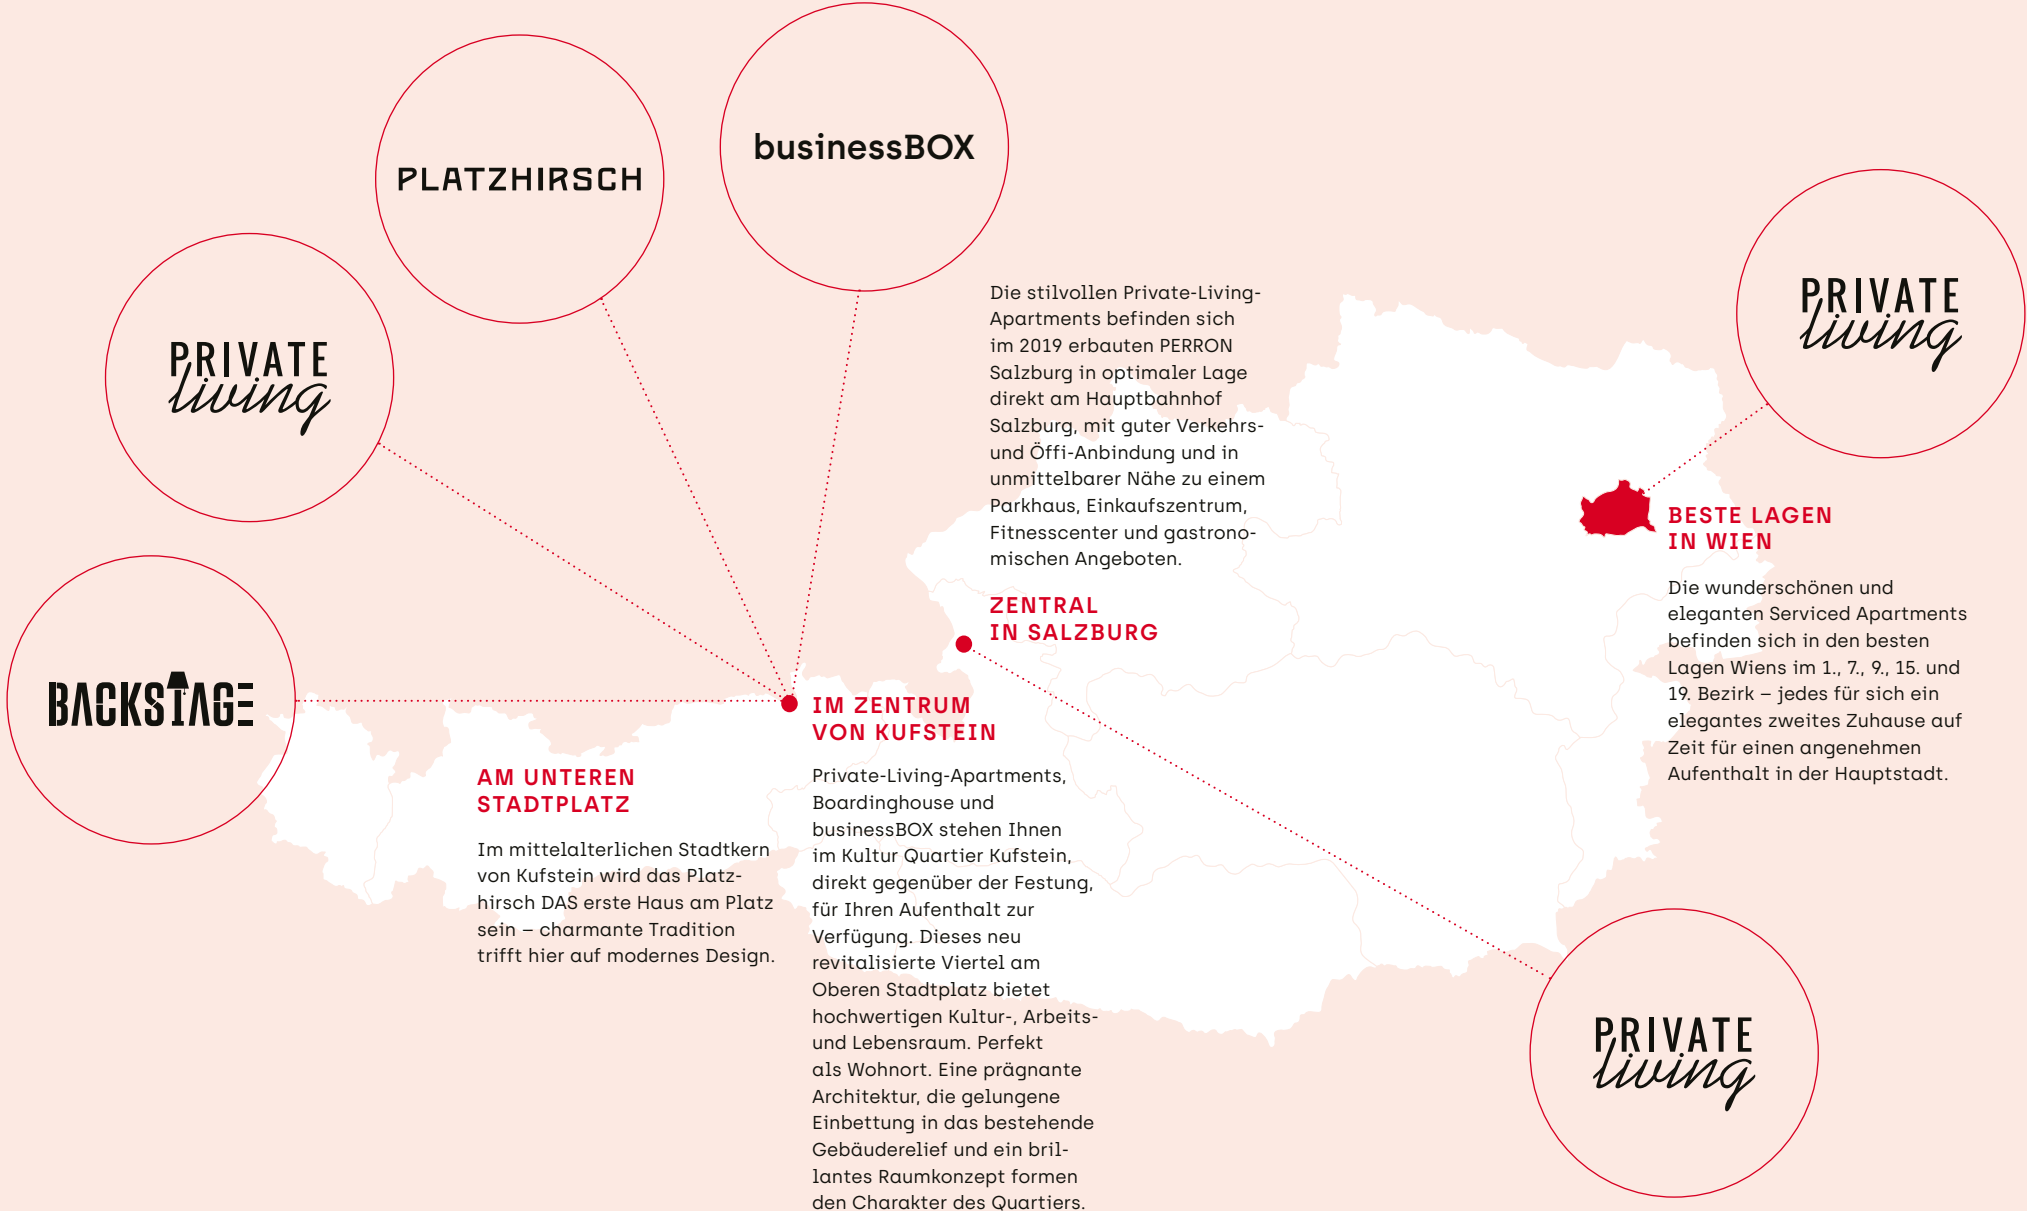 businessBOX
PLATZHIRSCH
PRIVATE
living
BACKSTAGE
PRIVATE
living
Die stilvollen Private-Living-
Apartments befinden sich
im 2019 erbauten PERRON
Salzburg in optimaler Lage
direkt am Hauptbahnhof
Salzburg, mit guter Verkehrs-
und Öffi-Anbindung und in
unmittelbarer Nähe zu einem
Parkhaus, Einkaufszentrum,
Fitnesscenter und gastrono-
mischen Angeboten.
ZENTRAL
IN SALZBURG
BESTE LAGEN
IN WIEN
Die wunderschönen und
eleganten Serviced Apartments
befinden sich in den besten
Lagen Wiens im 1., 7., 9., 15. und
19. Bezirk – jedes für sich ein
elegantes zweites Zuhause auf
Zeit für einen angenehmen
Aufenthalt in der Hauptstadt.
AM UNTEREN
STADTPLATZ
Im mittelalterlichen Stadtkern
von Kufstein wird das Platz-
hirsch DAS erste Haus am Platz
sein – charmante Tradition
trifft hier auf modernes Design.
IM ZENTRUM
VON KUFSTEIN
Private-Living-Apartments,
Boardinghouse und
businessBOX stehen Ihnen
im Kultur Quartier Kufstein,
direkt gegenüber der Festung,
für Ihren Aufenthalt zur
Verfügung. Dieses neu
revitalisierte Viertel am
Oberen Stadtplatz bietet
hochwertigen Kultur-, Arbeits-
und Lebensraum. Perfekt
als Wohnort. Eine prägnante
Architektur, die gelungene
Einbettung in das bestehende
Gebäuderelief und ein bril-
lantes Raumkonzept formen
den Charakter des Quartiers.
PRIVATE
living